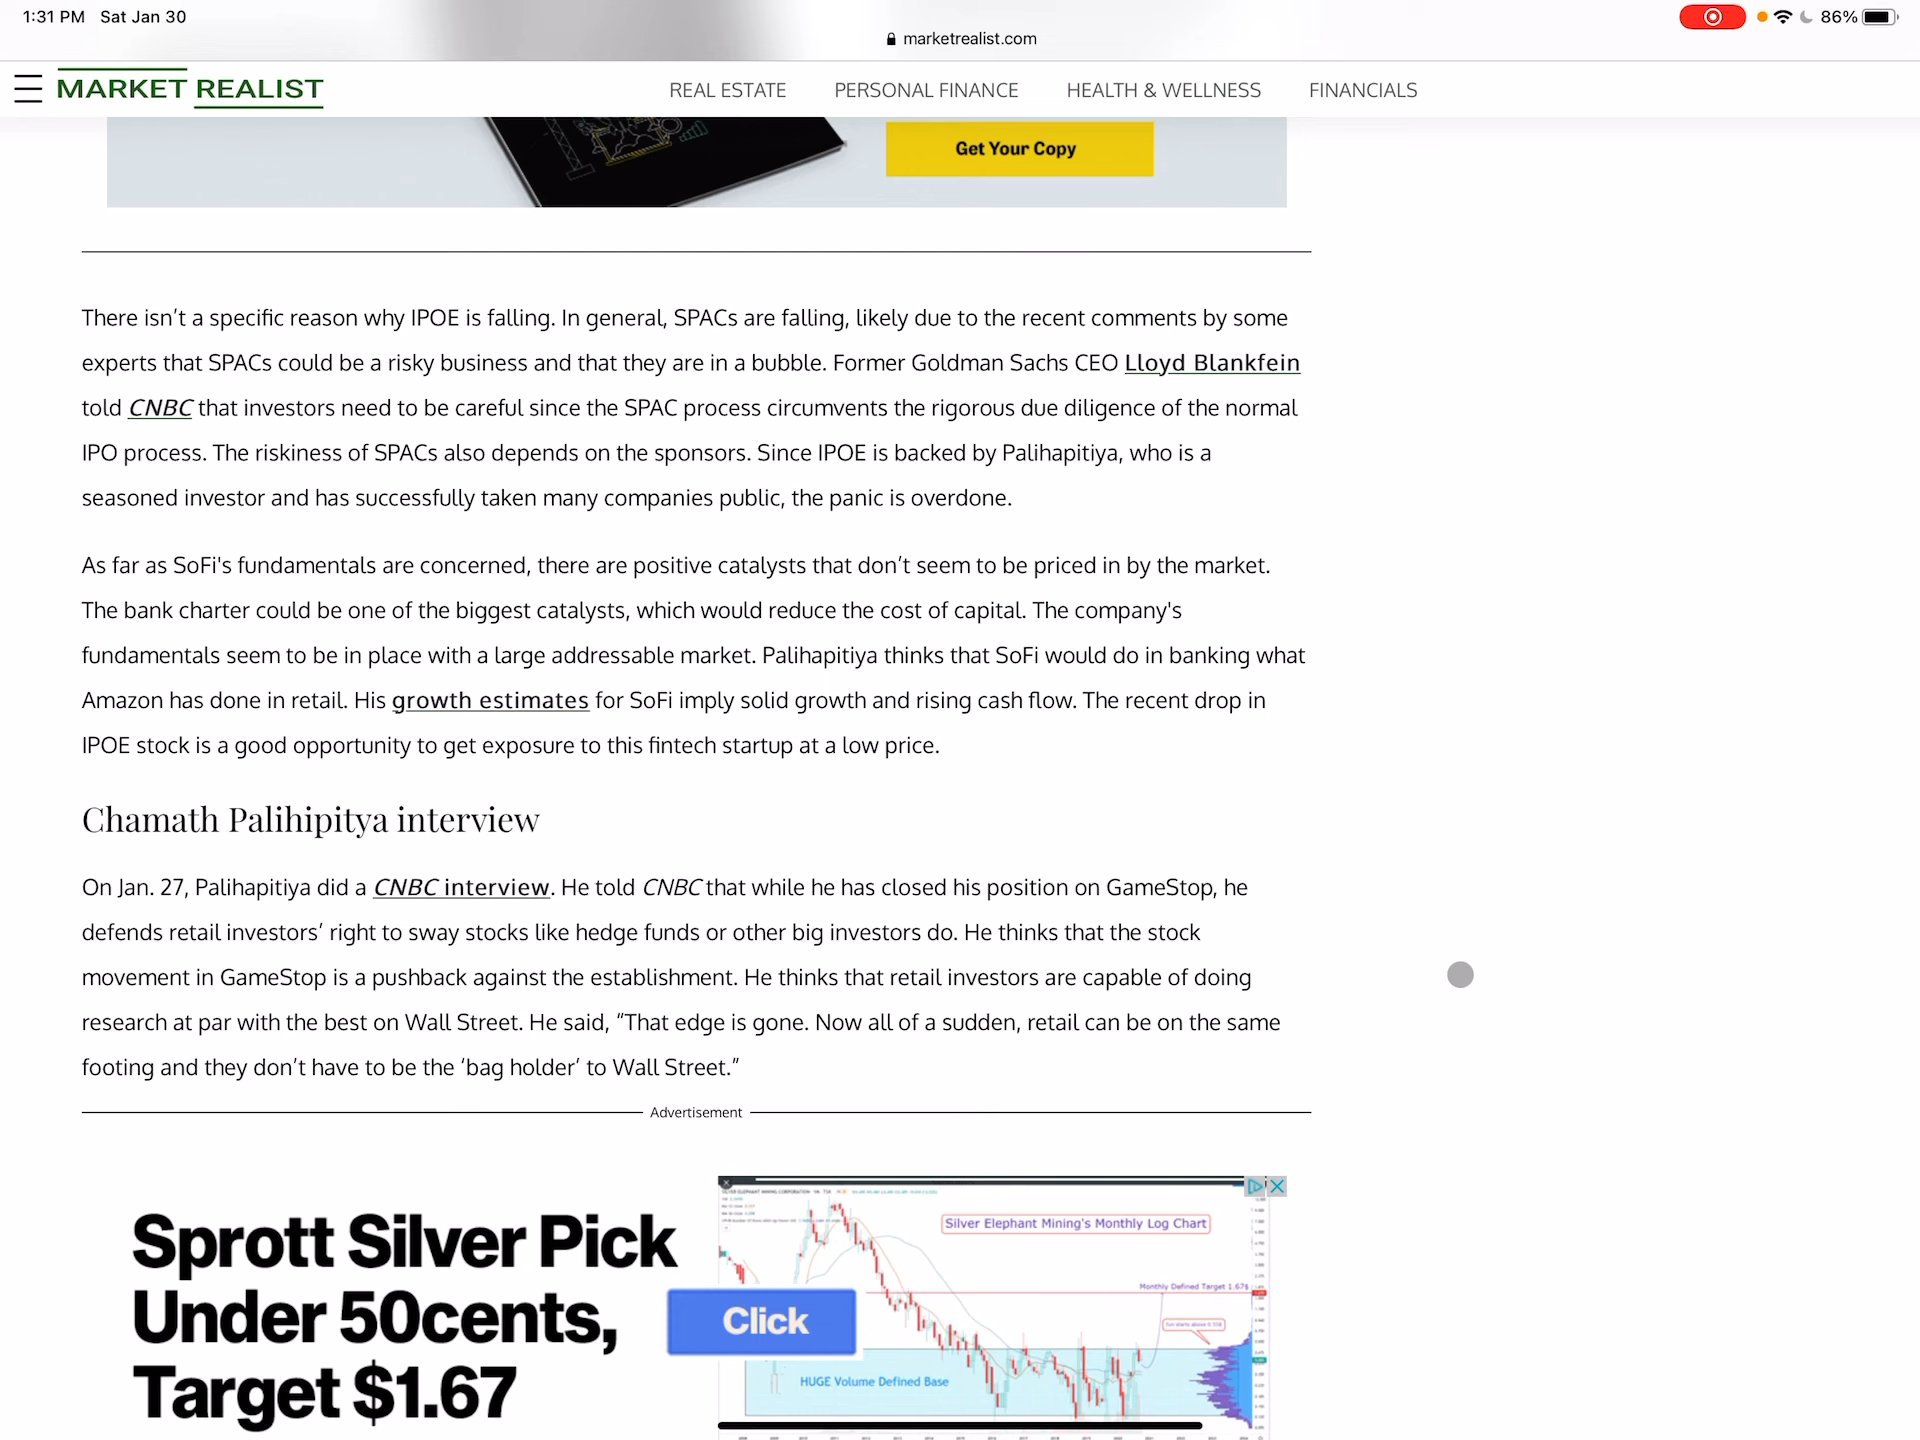 1:31 PM Sat Jan 30
86%
marketrealist.com
MARKET REALIST
REAL ESTATE PERSONAL FINANCE HEALTH & WELLNESS FINANCIALS
Get Your Copy
There isn’t a specific reason why IPOE is falling. In general, SPACs are falling, likely due to the recent comments by some
experts that SPACs could be a risky business and that they are in a bubble. Former Goldman Sachs CEO Lloyd Blankfein
told CNBC that investors need to be careful since the SPAC process circumvents the rigorous due diligence of the normal
IPO process. The riskiness of SPACs also depends on the sponsors. Since IPOE is backed by Palihapitiya, who is a
seasoned investor and has successfully taken many companies public, the panic is overdone.
As far as SoFi's fundamentals are concerned, there are positive catalysts that don’t seem to be priced in by the market.
The bank charter could be one of the biggest catalysts, which would reduce the cost of capital. The company's
fundamentals seem to be in place with a large addressable market. Palihapitiya thinks that SoFi would do in banking what
Amazon has done in retail. His growth estimates for SoFi imply solid growth and rising cash flow. The recent drop in
IPOE stock is a good opportunity to get exposure to this fintech startup at a low price.
Chamath Palihipitya interview
On Jan. 27, Palihapitiya did a CNBC interview. He told CNBC that while he has closed his position on GameStop, he
defends retail investors’ right to sway stocks like hedge funds or other big investors do. He thinks that the stock
movement in GameStop is a pushback against the establishment. He thinks that retail investors are capable of doing
research at par with the best on Wall Street. He said, “That edge is gone. Now all of a sudden, retail can be on the same
footing and they don’t have to be the ‘bag holder’ to Wall Street.”
Advertisement
Sprott Silver Pick
Under 50cents,
Target $1.67
Click
Silver Elephant Mining's Monthly Log Chart
Monthly Defined Target 1.67$
HUGE Volume Defined Base